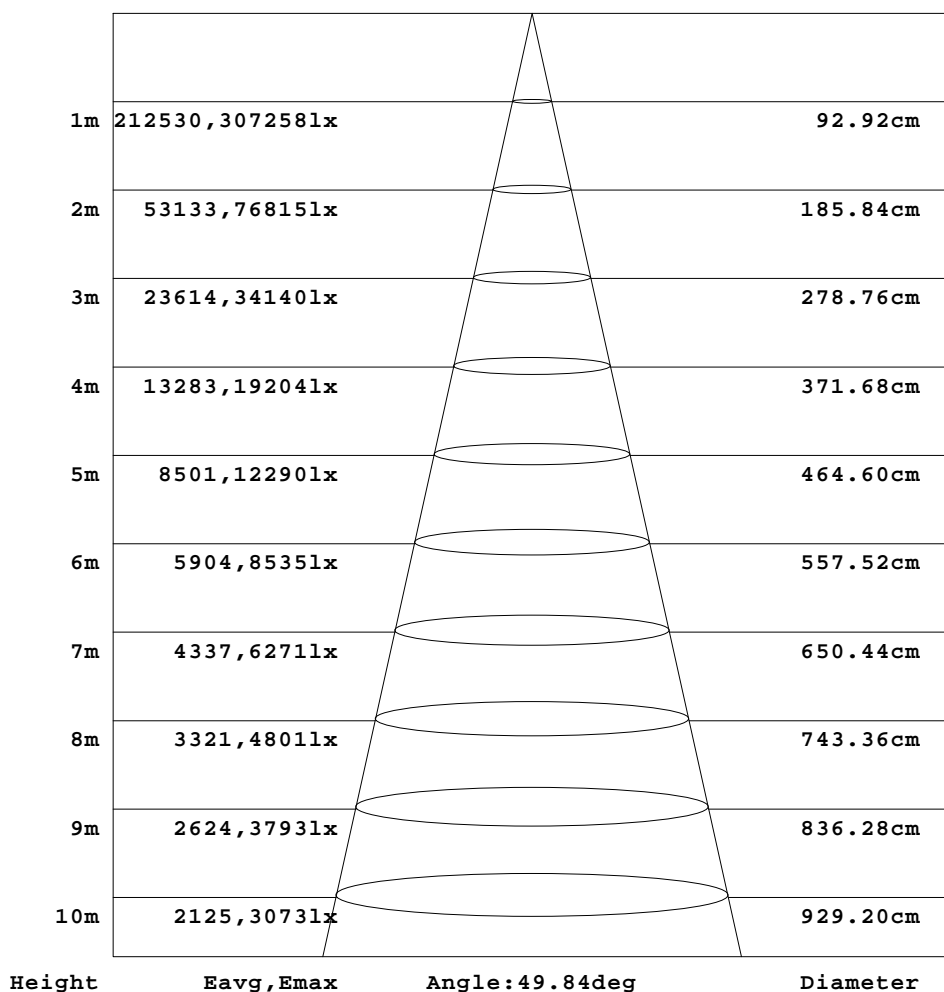 1m 212530,307258lx 92.92cm
2m 53133,76815lx 185.84cm
3m 23614,34140lx 278.76cm
4m 13283,19204lx 371.68cm
5m 8501,12290lx 464.60cm
6m 5904,8535lx 557.52cm
7m 4337,6271lx 650.44cm
8m 3321,4801lx 743.36cm
9m 2624,3793lx 836.28cm
10m 2125,3073lx 929.20cm
Height Eavg,Emax Angle:49.84deg Diameter